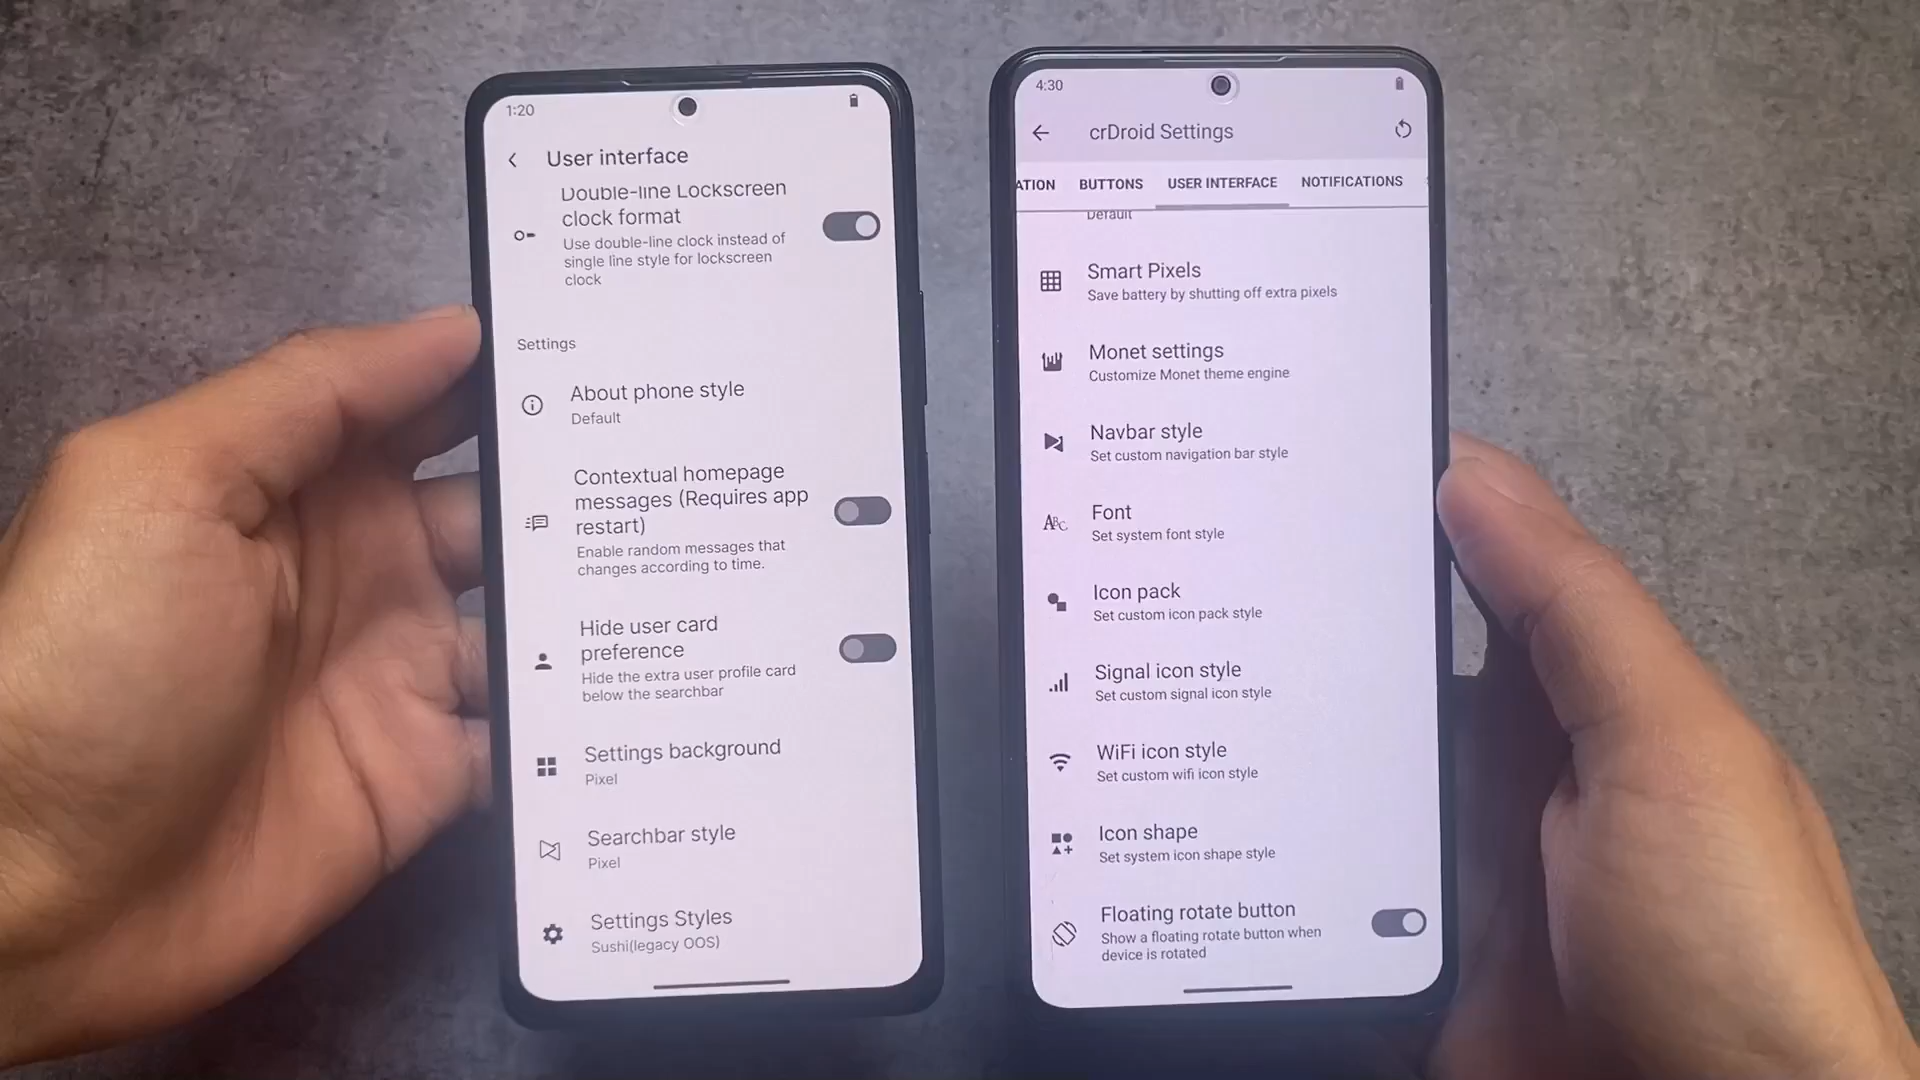 1:20
User interface
Double-line Lockscreen
clock format
Use double-line clock instead of
single line style for lockscreen
clock
Settings
About phone style
Default
Contextual homepage
messages (Requires app
restart)
Enable random messages that
changes according to time.
Hide user card
preference
Hide the extra user profile card
below the searchbar
Settings background
Pixel
Searchbar style
Pixel
Settings Styles
Sushi(legacy OOS)
4:30
crDroid Settings
ATION BUTTONS USER INTERFACE NOTIFICATIONS
Default
Smart Pixels
Save battery by shutting off extra pixels
Monet settings
Customize Monet theme engine
Navbar style
Set custom navigation bar style
ABC
Font
Set system font style
Icon pack
Set custom icon pack style
Signal icon style
Set custom signal icon style
WiFi icon style
Set custom wifi icon style
Icon shape
Set system icon shape style
Floating rotate button
Show a floating rotate button when
device is rotated